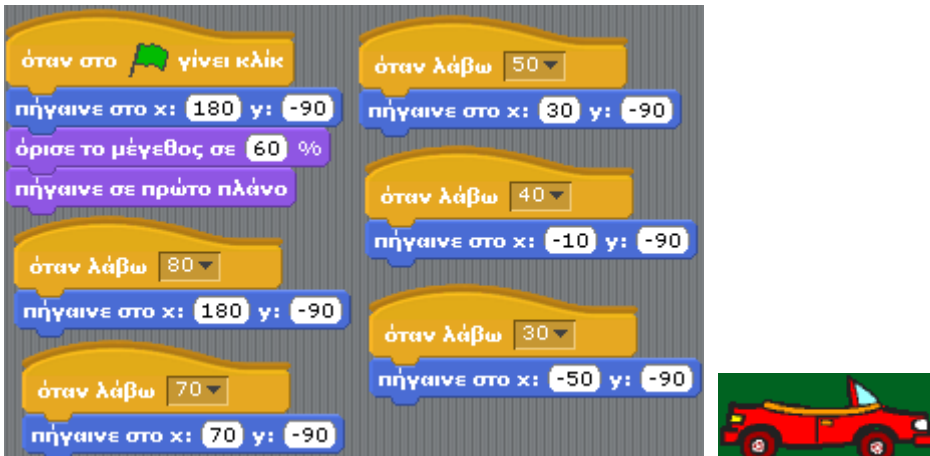 όταν στο γίνει κλίκ
πήγαινε στο x: 180 y: -90
όρισε το μέγεθος σε 60 %
πήγαινε σε πρώτο πλάνο
όταν λάβω 80
πήγαινε στο x: 180 y: -90
όταν λάβω 70
πήγαινε στο x: 70 y: -90
όταν λάβω 50
πήγαινε στο x: 30 y: -90
όταν λάβω 40
πήγαινε στο x: -10 y: -90
όταν λάβω 30
πήγαινε στο x: -50 y: -90